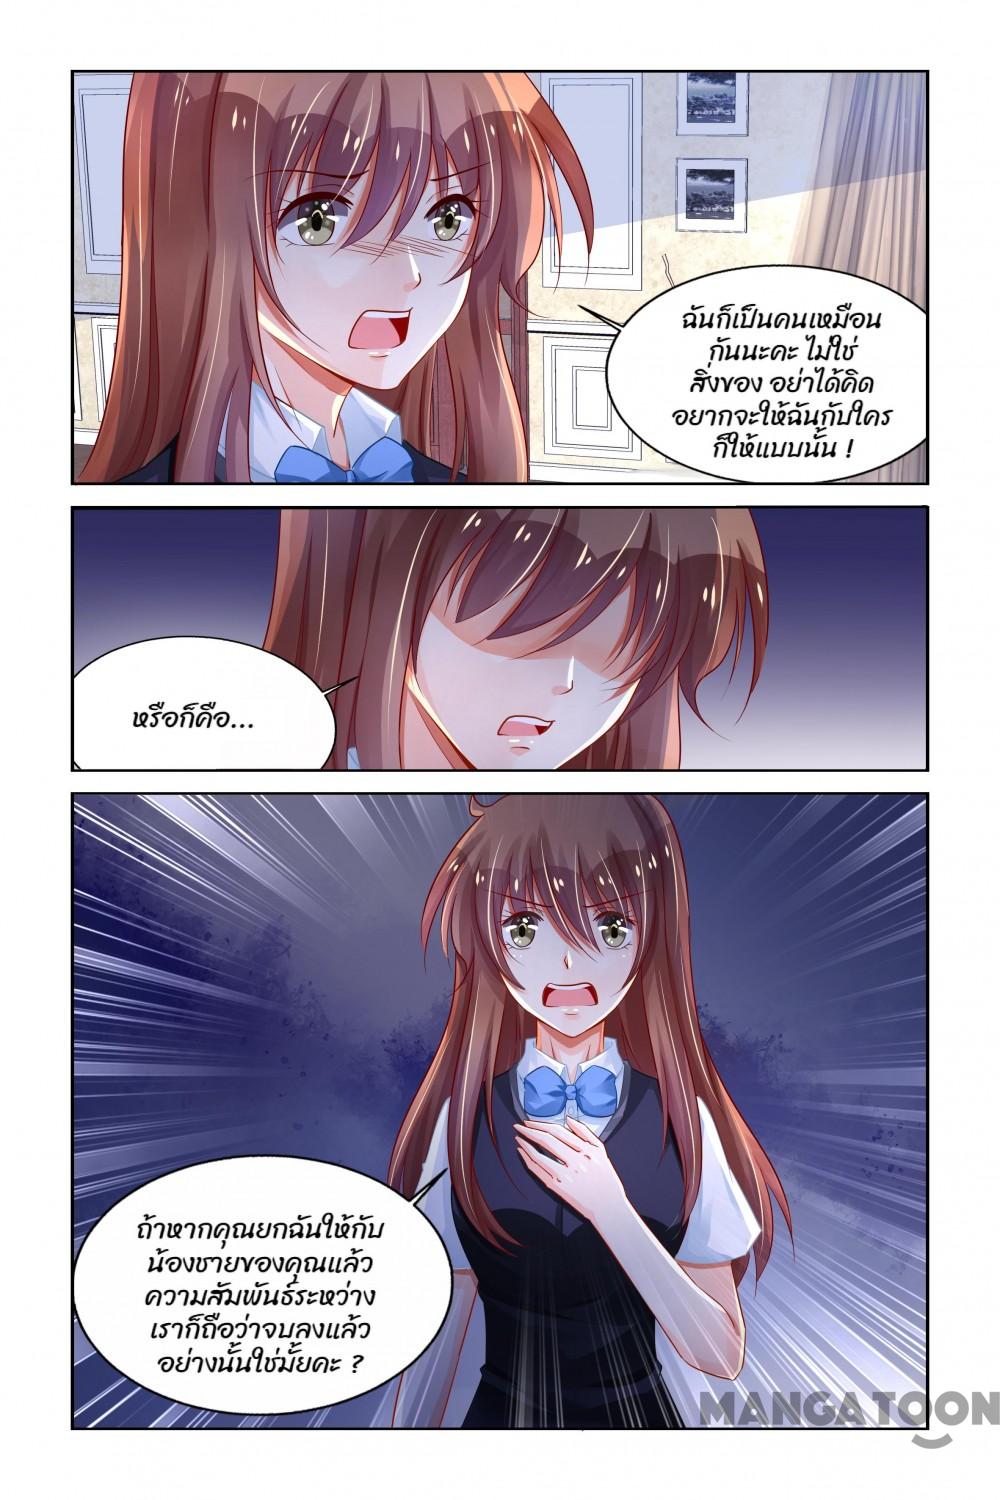 ฉันก็เป็นคนเหมือน
กันนะคะ ไม่ใช่
สิ่งของ อย่าได้คิด
อยากจะให้ฉันกับใคร
ก็ให้แบบนั้น !
หรือก็คือ...
ถ้าหากคุณยกฉันให้กับ
น้องชายของคุณแล้ว
ความสัมพันธ์ระหว่าง
เราก็ถือว่าจบลงแล้ว
อย่างนั้นใช่มั้ยคะ ?
MANGATOON